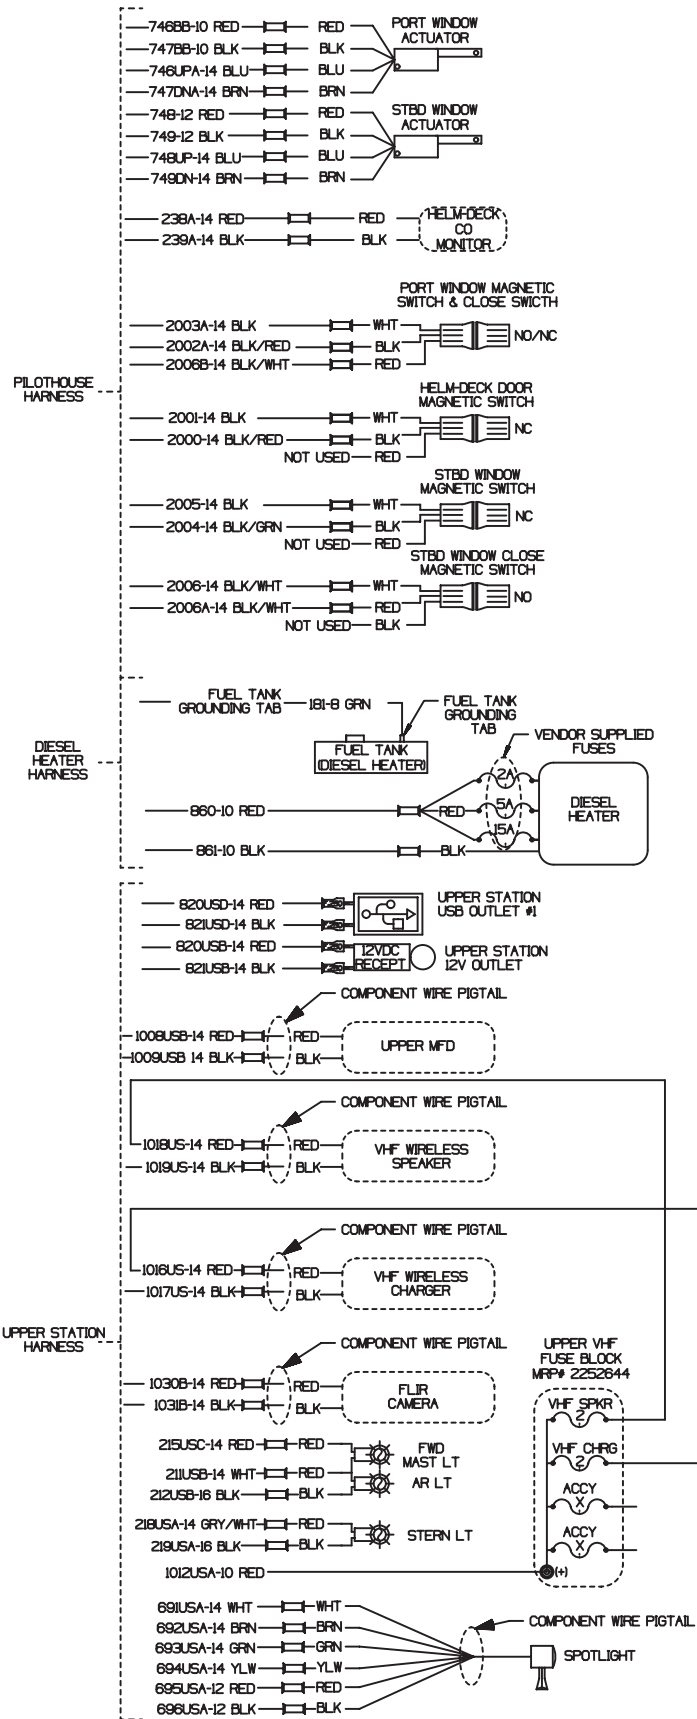 746BB-10 RED RED PORT WINDOW
ACTUATOR
747BB-10 BLK BLK
746UPA-14 BLU BLU
747DNA-14 BRN BRN
748-12 RED RED STBD WINDOW
ACTUATOR
749-12 BLK BLK
748UP-14 BLU BLU
749DN-14 BRN BRN
238A-14 RED RED HELM-DECK
CO
MONITOR
239A-14 BLK BLK
PORT WINDOW MAGNETIC
SWITCH & CLOSE SWICTH
2003A-14 BLK WHT
2002A-14 BLK/RED BLK NO/NC
2006B-14 BLK/WHT RED
PILOTHOUSE
HARNESS
HELM-DECK DOOR
MAGNETIC SWITCH
2001-14 BLK WHT
2000-14 BLK/RED BLK NC
NOT USED RED
STBD WINDOW
MAGNETIC SWITCH
2005-14 BLK WHT
2004-14 BLK/GRN BLK NC
NOT USED RED
STBD WINDOW CLOSE
MAGNETIC SWITCH
2006-14 BLK/WHT WHT
2006A-14 BLK/WHT RED NO
NOT USED BLK
FUEL TANK
GROUNDING TAB 181-8 GRN
FUEL TANK
GROUNDING
TAB
FUEL TANK
(DIESEL HEATER)
VENDOR SUPPLIED
FUSES
DIESEL
HEATER
HARNESS
2A
860-10 RED RED 5A
15A
DIESEL
HEATER
861-10 BLK BLK
820USD-14 RED
821USD-14 BLK
UPPER STATION
USB OUTLET #1
820USB-14 RED
821USB-14 BLK
12VDC
RECEPT
UPPER STATION
12V OUTLET
COMPONENT WIRE PIGTAIL
1008USB-14 RED RED
1009USB 14 BLK BLK
UPPER MFD
COMPONENT WIRE PIGTAIL
1018US-14 RED RED
1019US-14 BLK BLK
VHF WIRELESS
SPEAKER
COMPONENT WIRE PIGTAIL
1016US-14 RED RED
1017US-14 BLK BLK
VHF WIRELESS
CHARGER
UPPER STATION
HARNESS
COMPONENT WIRE PIGTAIL
1030B-14 RED RED
1031B-14 BLK BLK
FLIR
CAMERA
UPPER VHF
FUSE BLOCK
MRP# 2252644
VHF SPKR
2
VHF CHRG
2
ACCY
X
ACCY
X
(+)
215USC-14 RED RED FWD
MAST LT
211USB-14 WHT RED
212USB-16 BLK BLK
AR LT
218USA-14 GRY/WHT RED
219USA-16 BLK BLK
STERN LT
1012USA-10 RED
691USA-14 WHT WHT
692USA-14 BRN BRN
693USA-14 GRN GRN
694USA-14 YLW YLW
695USA-12 RED RED
696USA-12 BLK BLK
COMPONENT WIRE PIGTAIL
SPOTLIGHT